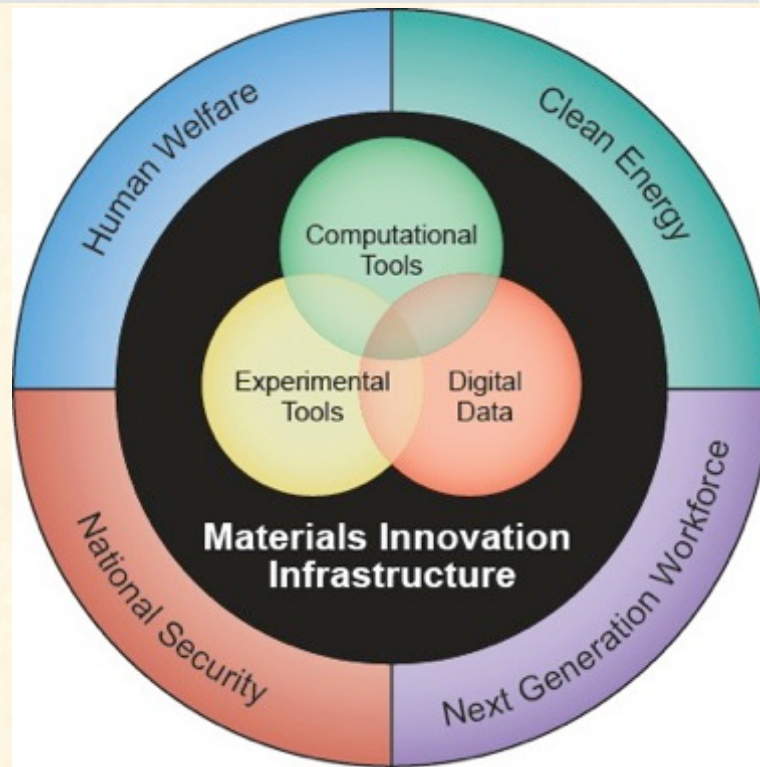 Human Welfare
Clean Energy
Computational
Tools
Experimental
Tools
Digital
Data
Materials Innovation
Infrastructure
National Security
Next Generation Workforce